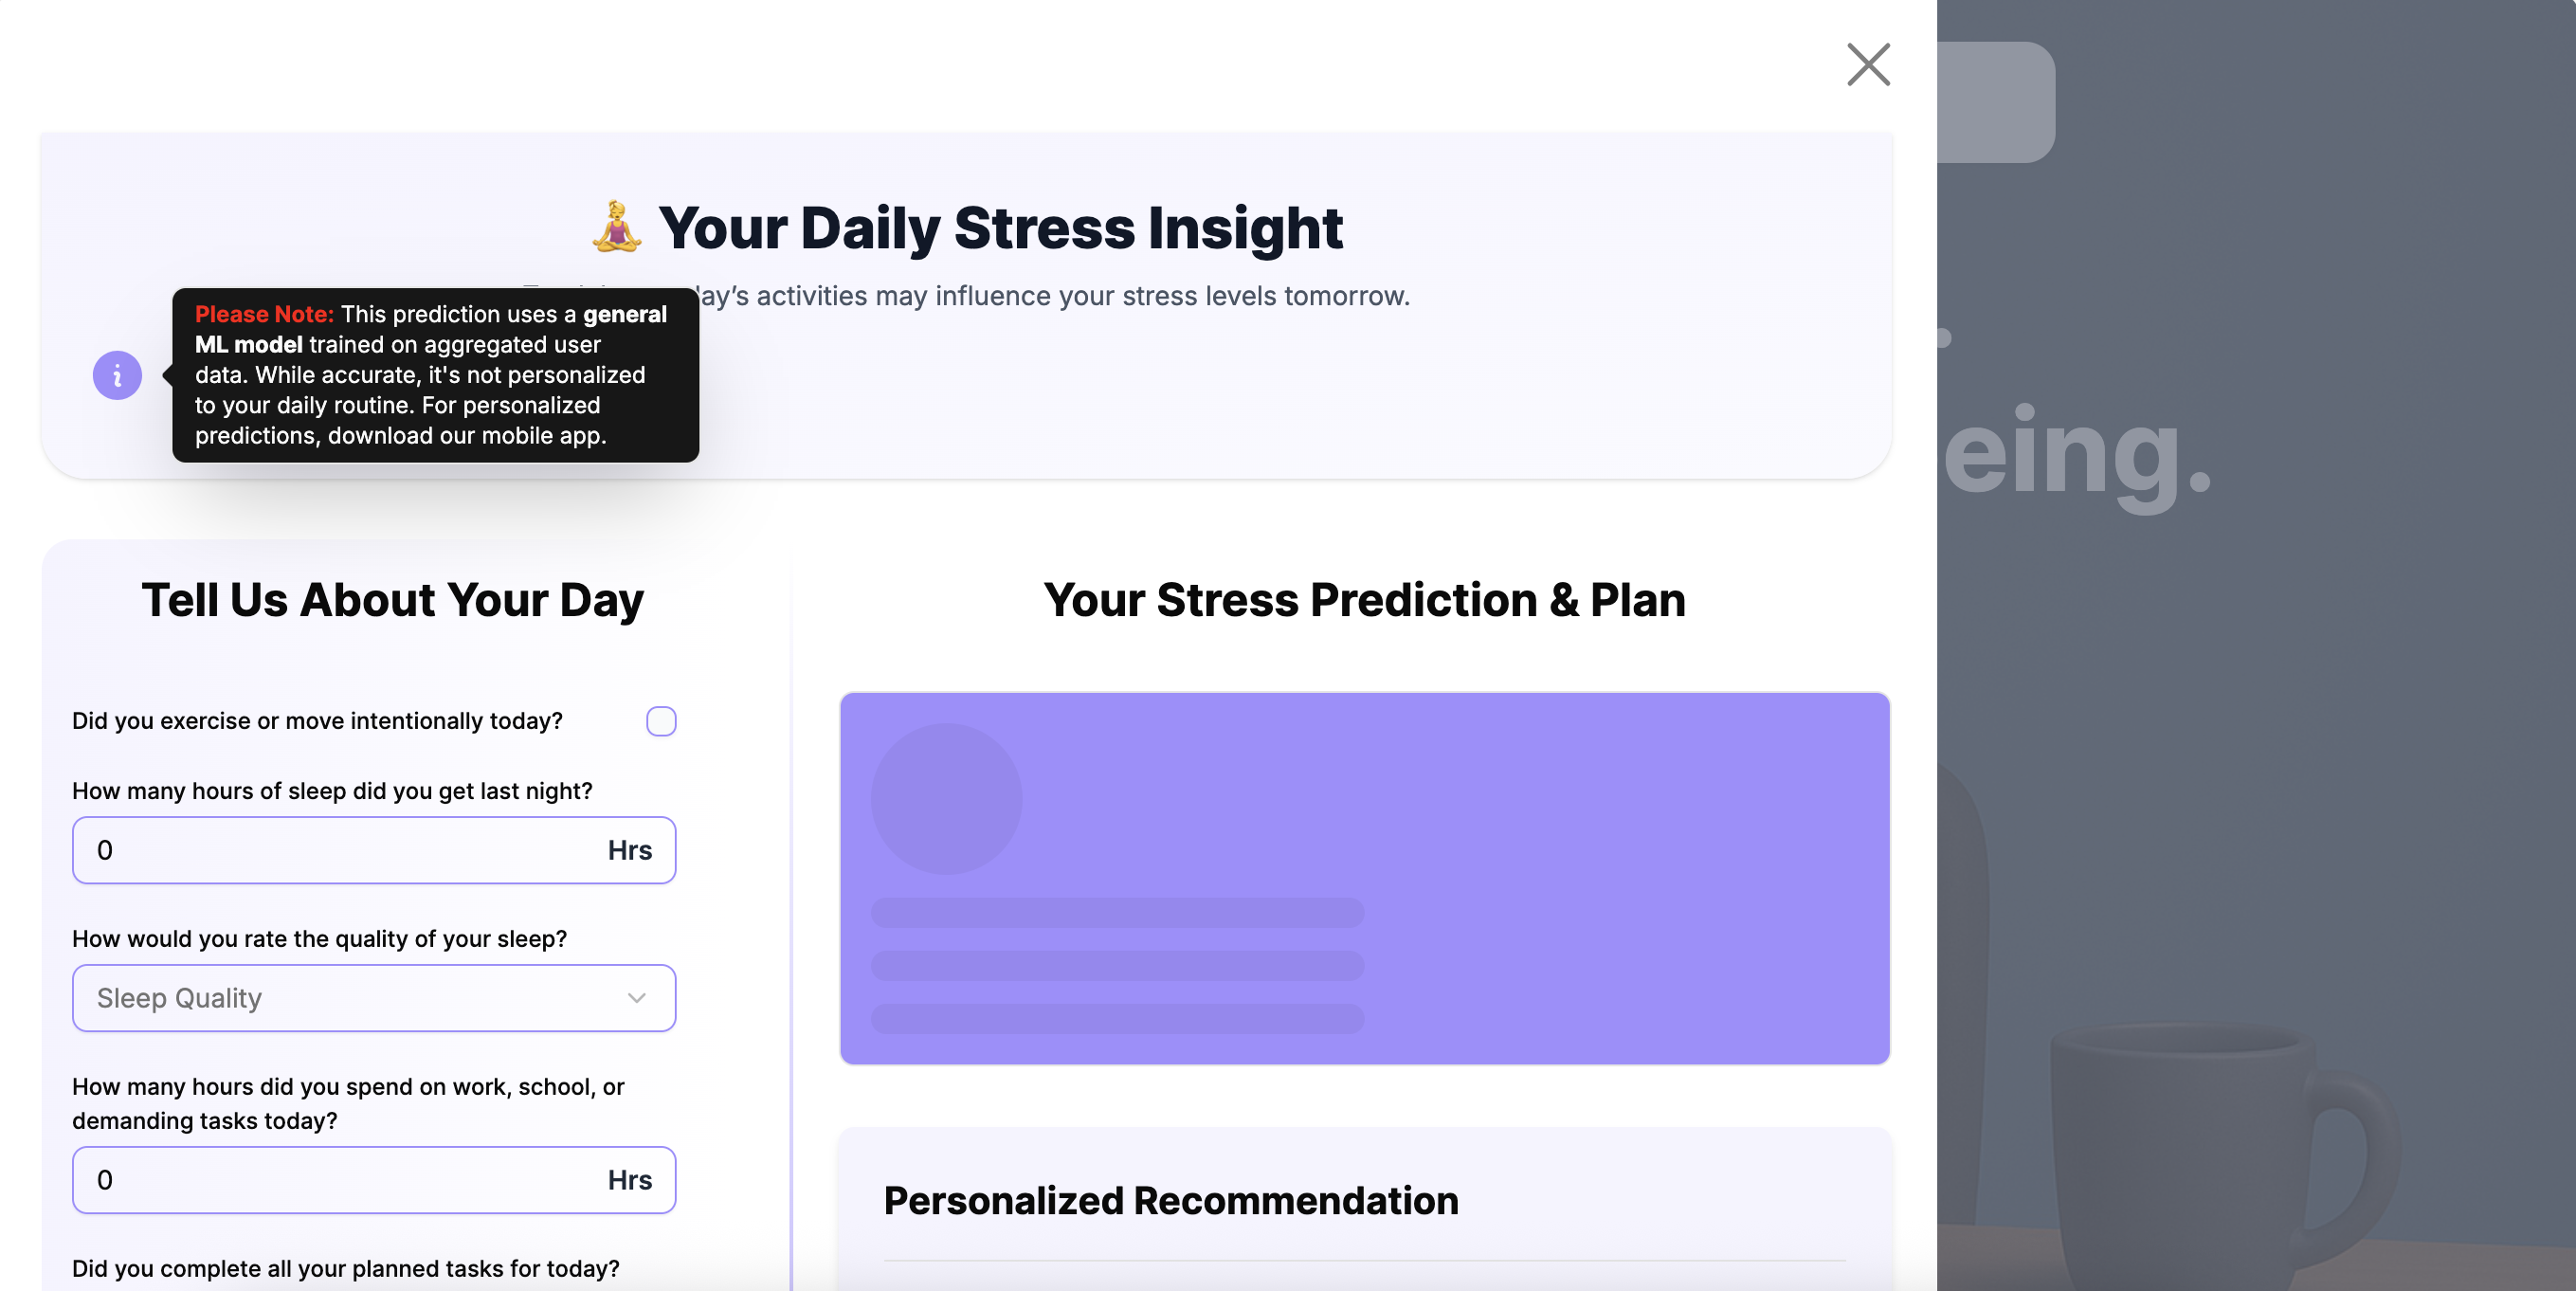 Your Daily Stress Insight
ay’s activities may influence your stress levels tomorrow.
Please Note: This prediction uses a general
ML model trained on aggregated user
data. While accurate, it's not personalized
to your daily routine. For personalized
predictions, download our mobile app.
eing.
Tell Us About Your Day
Did you exercise or move intentionally today?
How many hours of sleep did you get last night?
0 Hrs
How would you rate the quality of your sleep?
Sleep Quality
How many hours did you spend on work, school, or
demanding tasks today?
0 Hrs
Did you complete all your planned tasks for today?
Your Stress Prediction & Plan
Personalized Recommendation